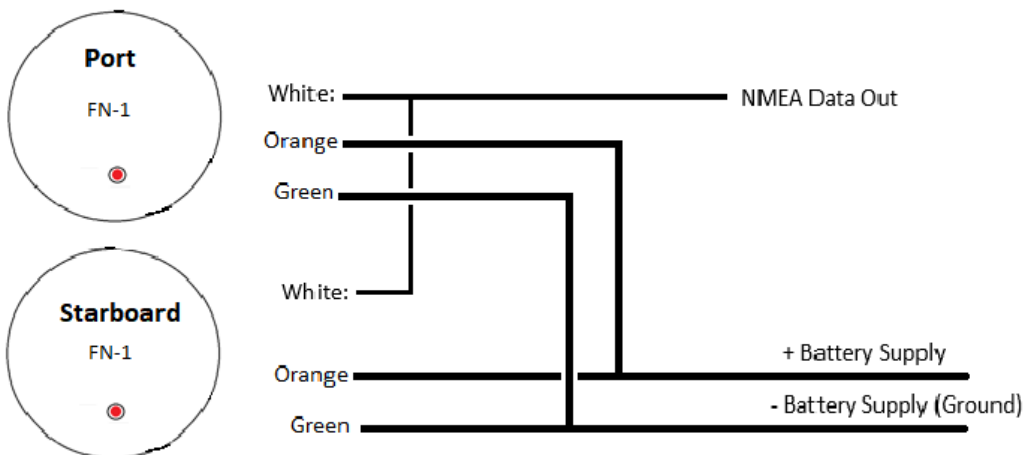 Port
FN-1
White:
NMEA Data Out
Orange
Green
Starboard
FN-1
White:
Orange
+ Battery Supply
Green
- Battery Supply (Ground)